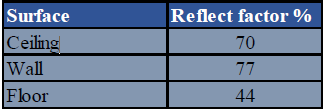 Surface Reflect factor %
Ceiling 70
Wall 77
Floor 44